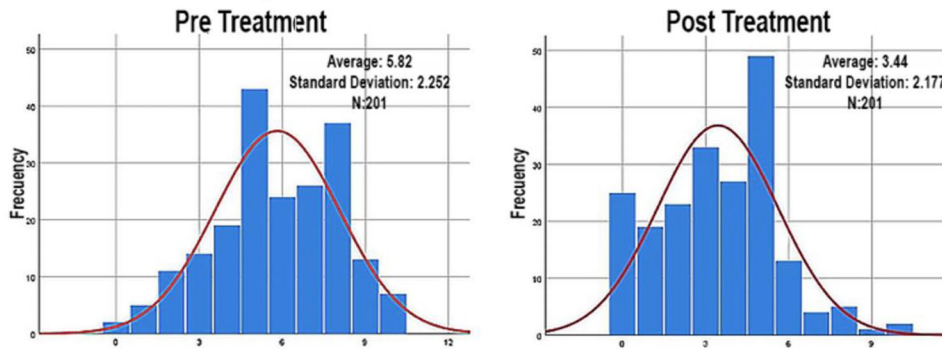 Pre Treatment
Average: 5.82
Standard Deviation: 2.252
N:201
50
40
30
20
10
0
Frecuency
0 3 6 9 12
Post Treatment
Average: 3.44
Standard Deviation: 2.177
N:201
50
40
30
20
10
0
Frecuency
0 3 6 9